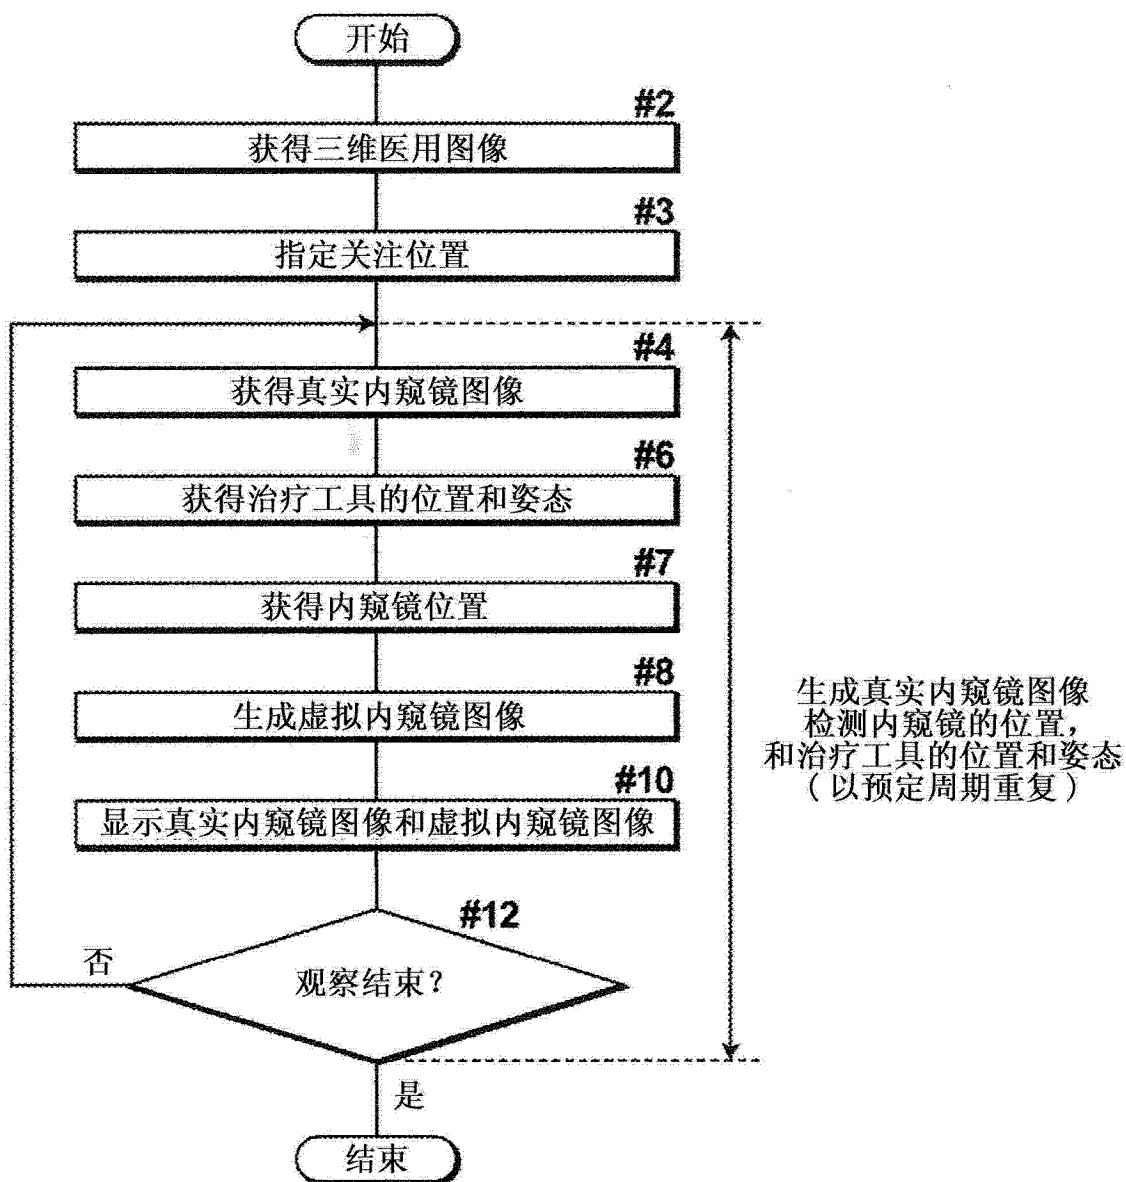 开始
#2
获得三维医用图像
#3
指定关注位置
#4
获得真实内窥镜图像
#6
获得治疗工具的位置和姿态
#7
获得内窥镜位置
#8
生成虚拟内窥镜图像
#10
显示真实内窥镜图像和虚拟内窥镜图像
#12
观察结束?
否
是
结束
生成真实内窥镜图像
检测内窥镜的位置,
和治疗工具的位置和姿态
(以预定周期重复)